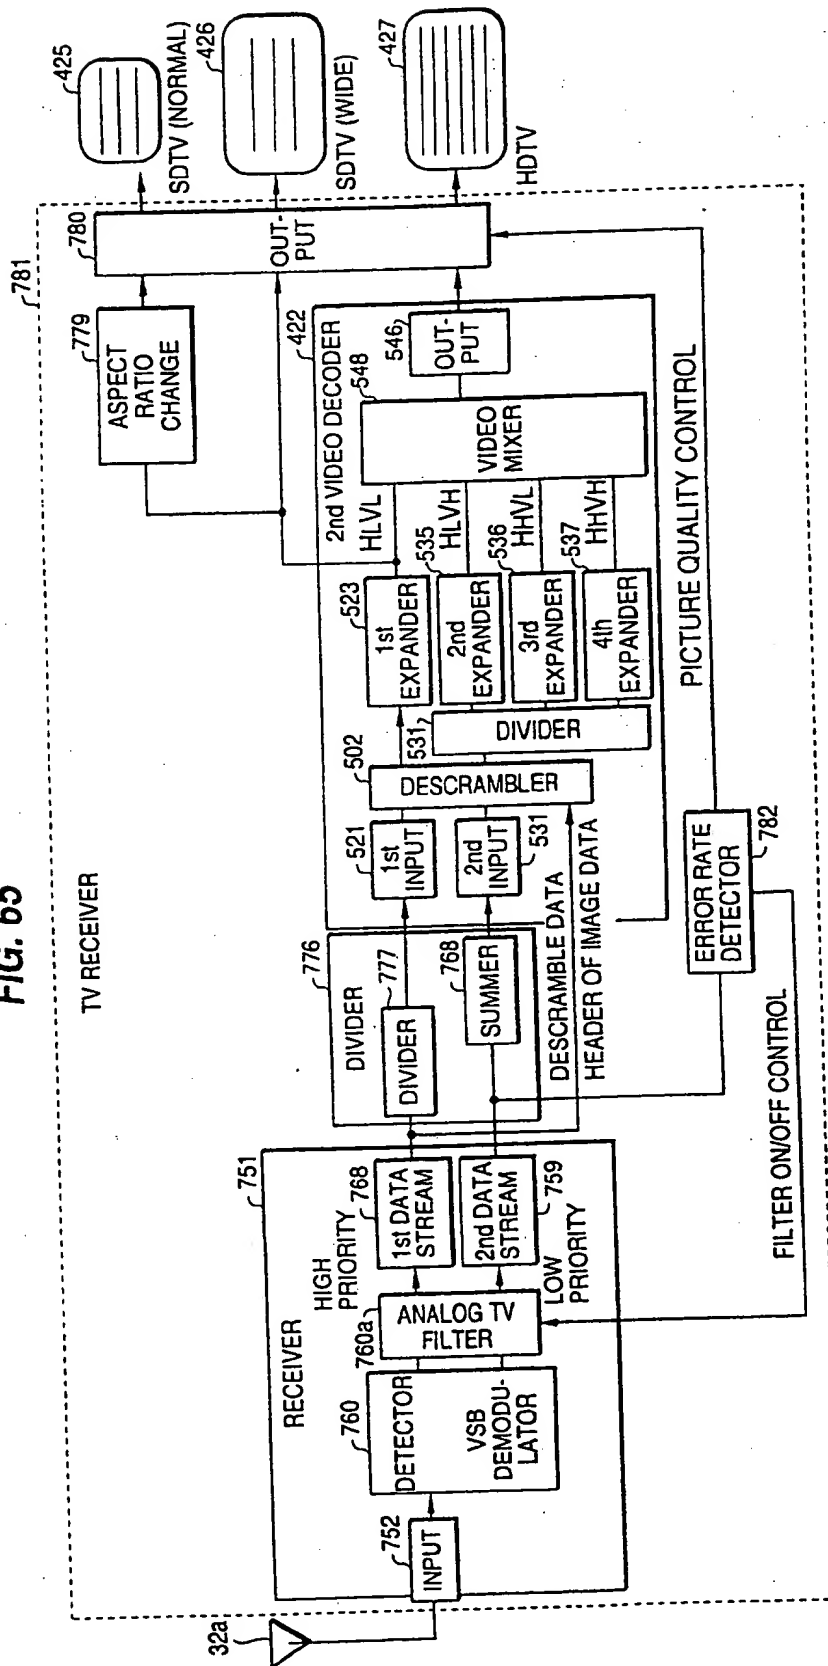 FIG. 65
TV RECEIVER
781
32a
RECEIVER
751
752
INPUT
760
DETECTOR
VSB
DEMODU-
LATOR
760a
ANALOG TV
FILTER
HIGH
PRIORITY
768
1st DATA
STREAM
2nd DATA
STREAM
759
LOW
PRIORITY
776
DIVIDER
777
DIVIDER
768
SUMMER
DESCRAMBLE DATA
HEADER OF IMAGE DATA
2nd VIDEO DECODER
422
521
1st
INPUT
2nd
INPUT
531
502
DESCRAMBLER
531
DIVIDER
523
1st
EXPANDER
HLVL
535
2nd
EXPANDER
HLVH
536
3rd
EXPANDER
HHVL
537
4th
EXPANDER
HHVH
548
VIDEO
MIXER
546
OUT-
PUT
779
ASPECT
RATIO
CHANGE
780
OUT-
PUT
425
SDTV (NORMAL)
426
SDTV (WIDE)
427
HDTV
ERROR RATE
DETECTOR
782
FILTER ON/OFF CONTROL
PICTURE QUALITY CONTROL